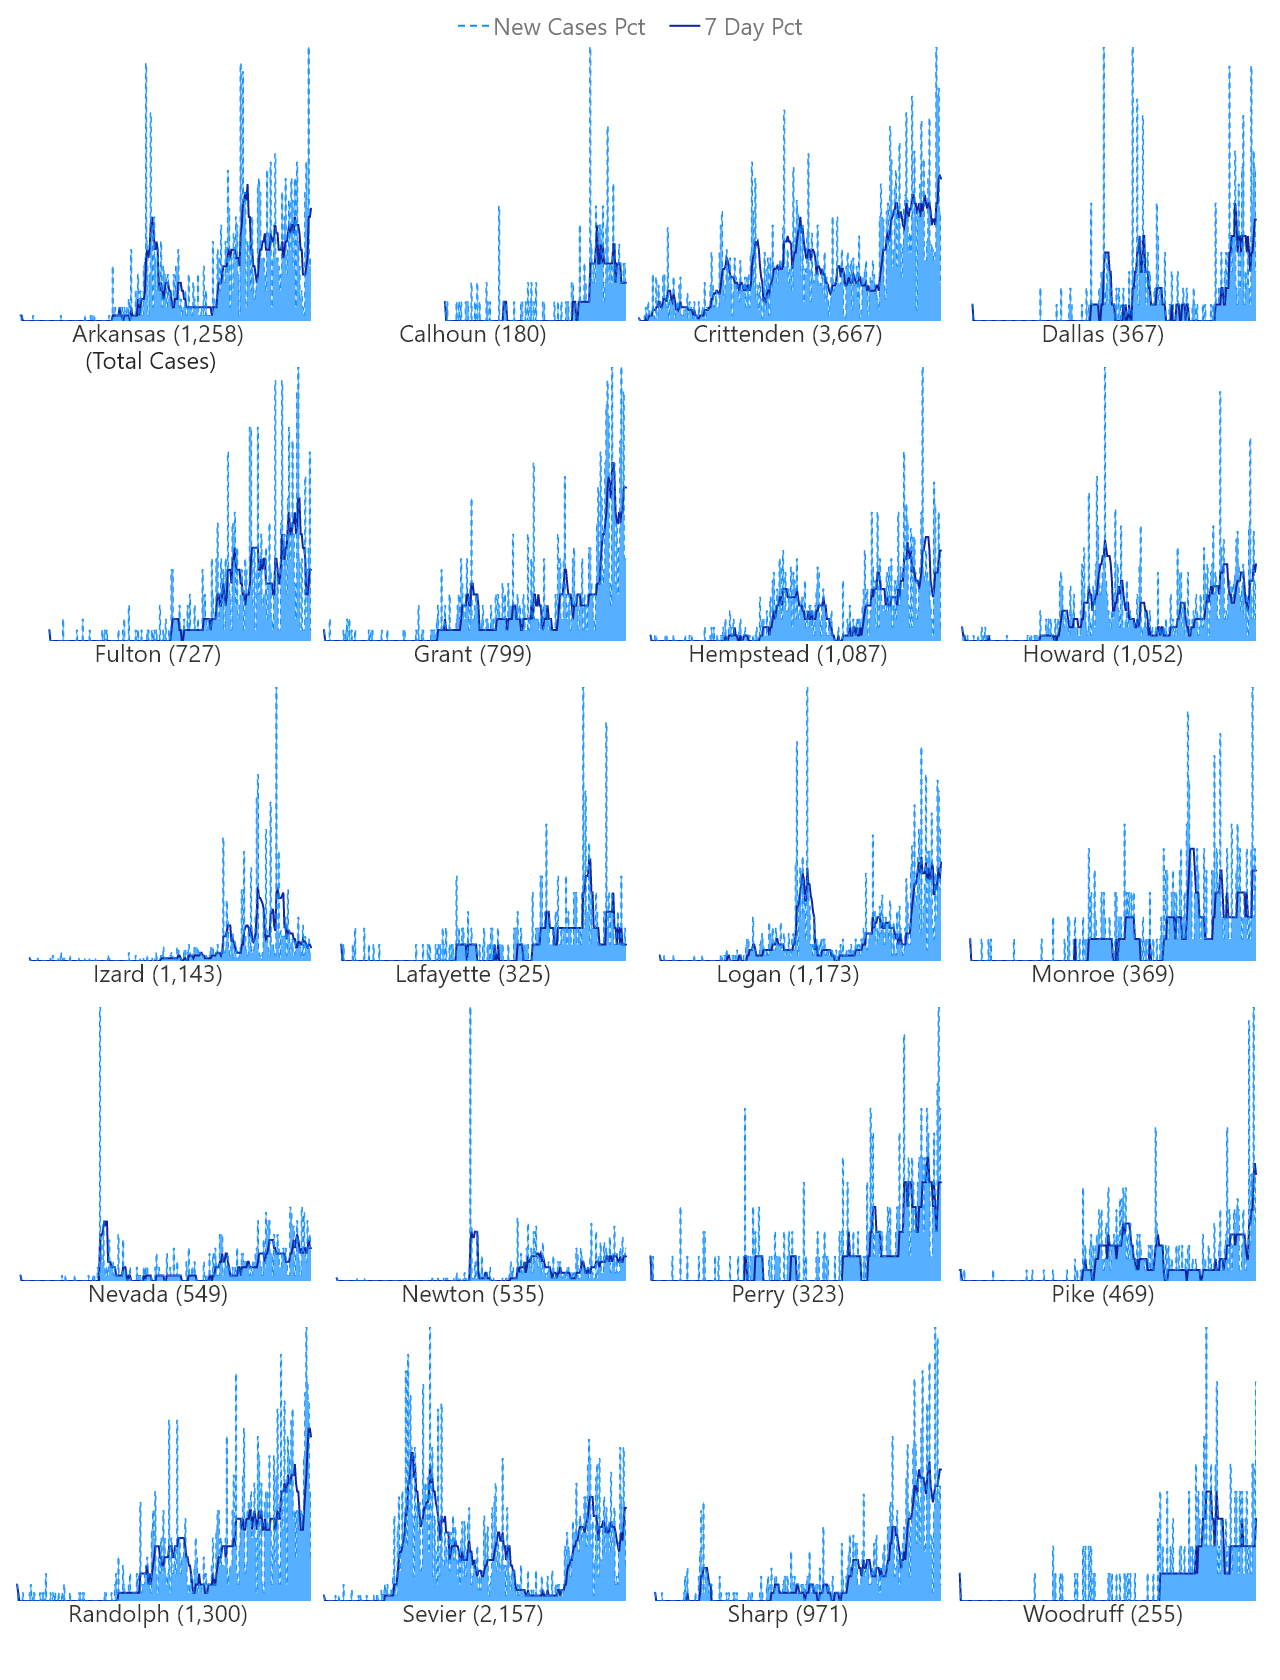 New Cases Pct 7 Day Pct
Arkansas (1,258) Calhoun (180) Crittenden (3,667) Dallas (367)
(Total Cases)
Fulton (727) Grant (799) Hempstead (1,087) Howard (1,052)
Izard (1,143) Lafayette (325) Logan (1,173) Monroe (369)
Nevada (549) Newton (535) Perry (323) Pike (469)
Randolph (1,300) Sevier (2,157) Sharp (971) Woodruff (255)